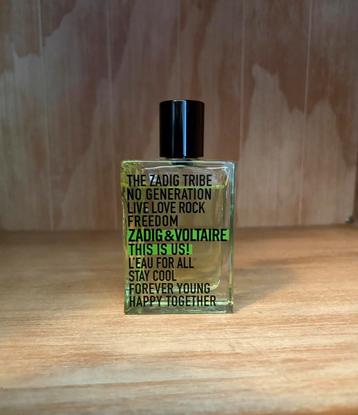 THE ZADIG TRIBE
NO GENERATION
LIVE LOVE ROCK
FREEDOM
ZADIG & VOLTAIRE
THIS IS US!
L'EAU FOR ALL
STAY COOL
FOREVER YOUNG
HAPPY TOGETHER